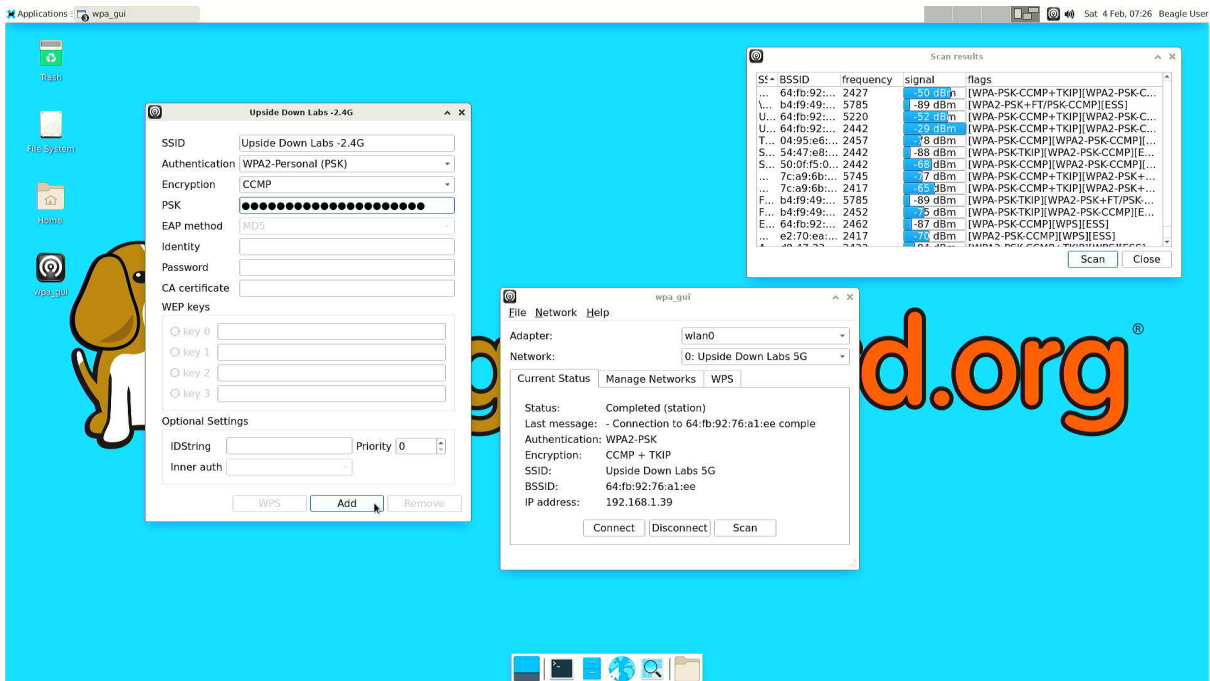 Applications
wpa_gui
Sat 4 Feb, 07:26 Beagle User
Trash
File System
Home
wpa_gui
Upside Down Labs -2.4G
SSID Upside Down Labs -2.4G
Authentication WPA2-Personal (PSK)
Encryption CCMP
PSK ●●●●●●●●●●●●●●●●●●●●●
EAP method MD5
Identity
Password
CA certificate
WEP keys
key 0
key 1
key 2
key 3
Optional Settings
IDString Priority 0
Inner auth
WPS Add Remove
Scan results
BSSID frequency signal flags
... 64:fb:92:... 2427 -50 dBm [WPA-PSK-CCMP+TKIP][WPA2-PSK-C...
\... b4:f9:49:... 5785 -89 dBm [WPA2-PSK+FT/PSK-CCMP][ESS]
U... 64:fb:92:... 5220 -52 dBm [WPA-PSK-CCMP+TKIP][WPA2-PSK-C...
U... 64:fb:92:... 2442 -29 dBm [WPA-PSK-CCMP+TKIP][WPA2-PSK-C...
T... 04:95:e6:... 2457 -78 dBm [WPA-PSK-CCMP][WPA2-PSK-CCMP][...
S... 54:47:e8:... 2442 -88 dBm [WPA-PSK-TKIP][WPA2-PSK-CCMP][E...
S... 50:0f:f5:0... 2442 -68 dBm [WPA-PSK-CCMP][WPA2-PSK-CCMP][...
... 7c:a9:6b:... 5745 -77 dBm [WPA-PSK-CCMP+TKIP][WPA2-PSK+...
... 7c:a9:6b:... 2417 -65 dBm [WPA-PSK-CCMP+TKIP][WPA2-PSK+...
F... b4:f9:49:... 5785 -89 dBm [WPA-PSK-TKIP][WPA2-PSK+FT/PSK-...
F... b4:f9:49:... 2452 -75 dBm [WPA-PSK-TKIP][WPA2-PSK-CCMP][E...
E... 64:fb:92:... 2462 -87 dBm [WPA2-PSK-CCMP][WPS][ESS]
... e2:70:ea:... 2417 -70 dBm [WPA2-PSK-CCMP][WPS][ESS]
Scan Close
wpa_gui
File Network Help
Adapter: wlan0
Network: 0: Upside Down Labs 5G
Current Status Manage Networks WPS
Status: Completed (station)
Last message: - Connection to 64:fb:92:76:a1:ee comple
Authentication: WPA2-PSK
Encryption: CCMP + TKIP
SSID: Upside Down Labs 5G
BSSID: 64:fb:92:76:a1:ee
IP address: 192.168.1.39
Connect Disconnect Scan
d.org®